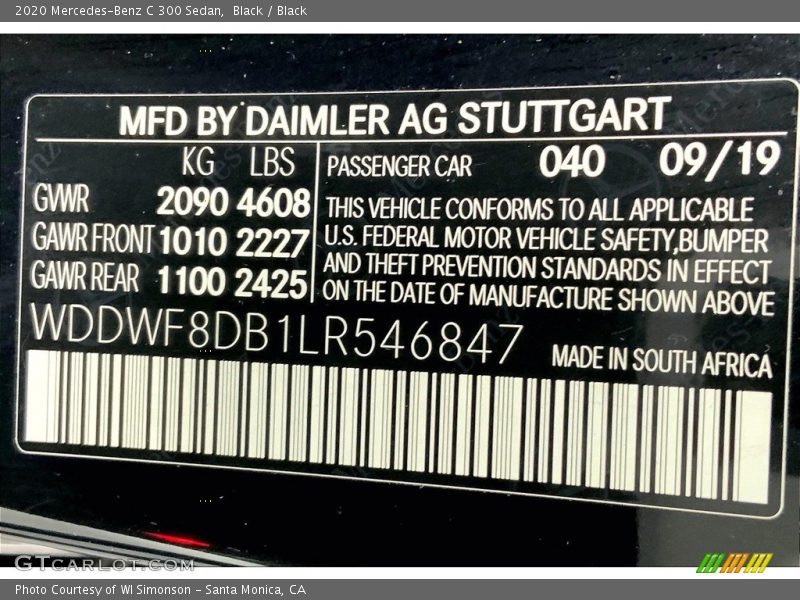 2020 Mercedes-Benz C 300 Sedan, Black / Black
MFD BY DAIMLER AG STUTTGART
KG LBS
GVWR 2090 4608
GAWR FRONT 1010 2227
GAWR REAR 1100 2425
PASSENGER CAR 040 09/19
THIS VEHICLE CONFORMS TO ALL APPLICABLE
U.S. FEDERAL MOTOR VEHICLE SAFETY, BUMPER
AND THEFT PREVENTION STANDARDS IN EFFECT
ON THE DATE OF MANUFACTURE SHOWN ABOVE
WDDWF8DB1LR546847
MADE IN SOUTH AFRICA
GTcarlot.com
Photo Courtesy of WI Simonson - Santa Monica, CA